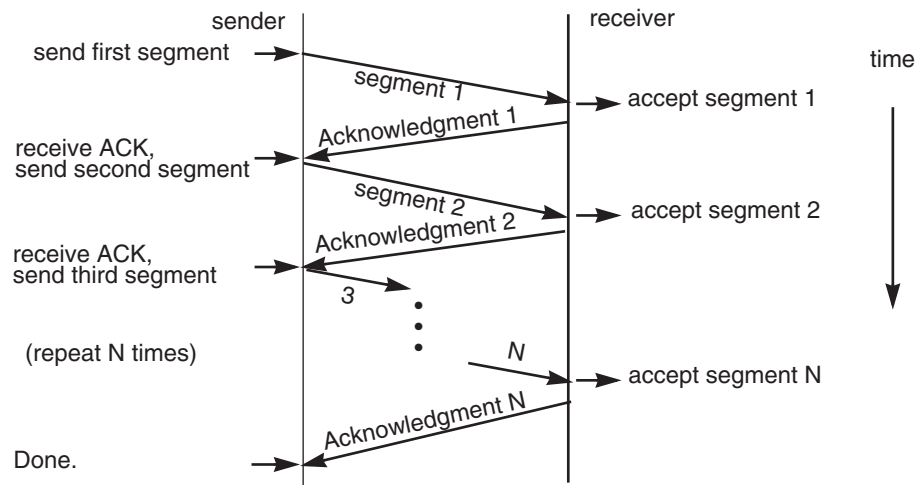 sender
receiver
send first segment
time
segment 1
accept segment 1
Acknowledgment 1
receive ACK,
send second segment
segment 2
accept segment 2
Acknowledgment 2
receive ACK,
send third segment
3
(repeat N times)
N
accept segment N
Acknowledgment N
Done.